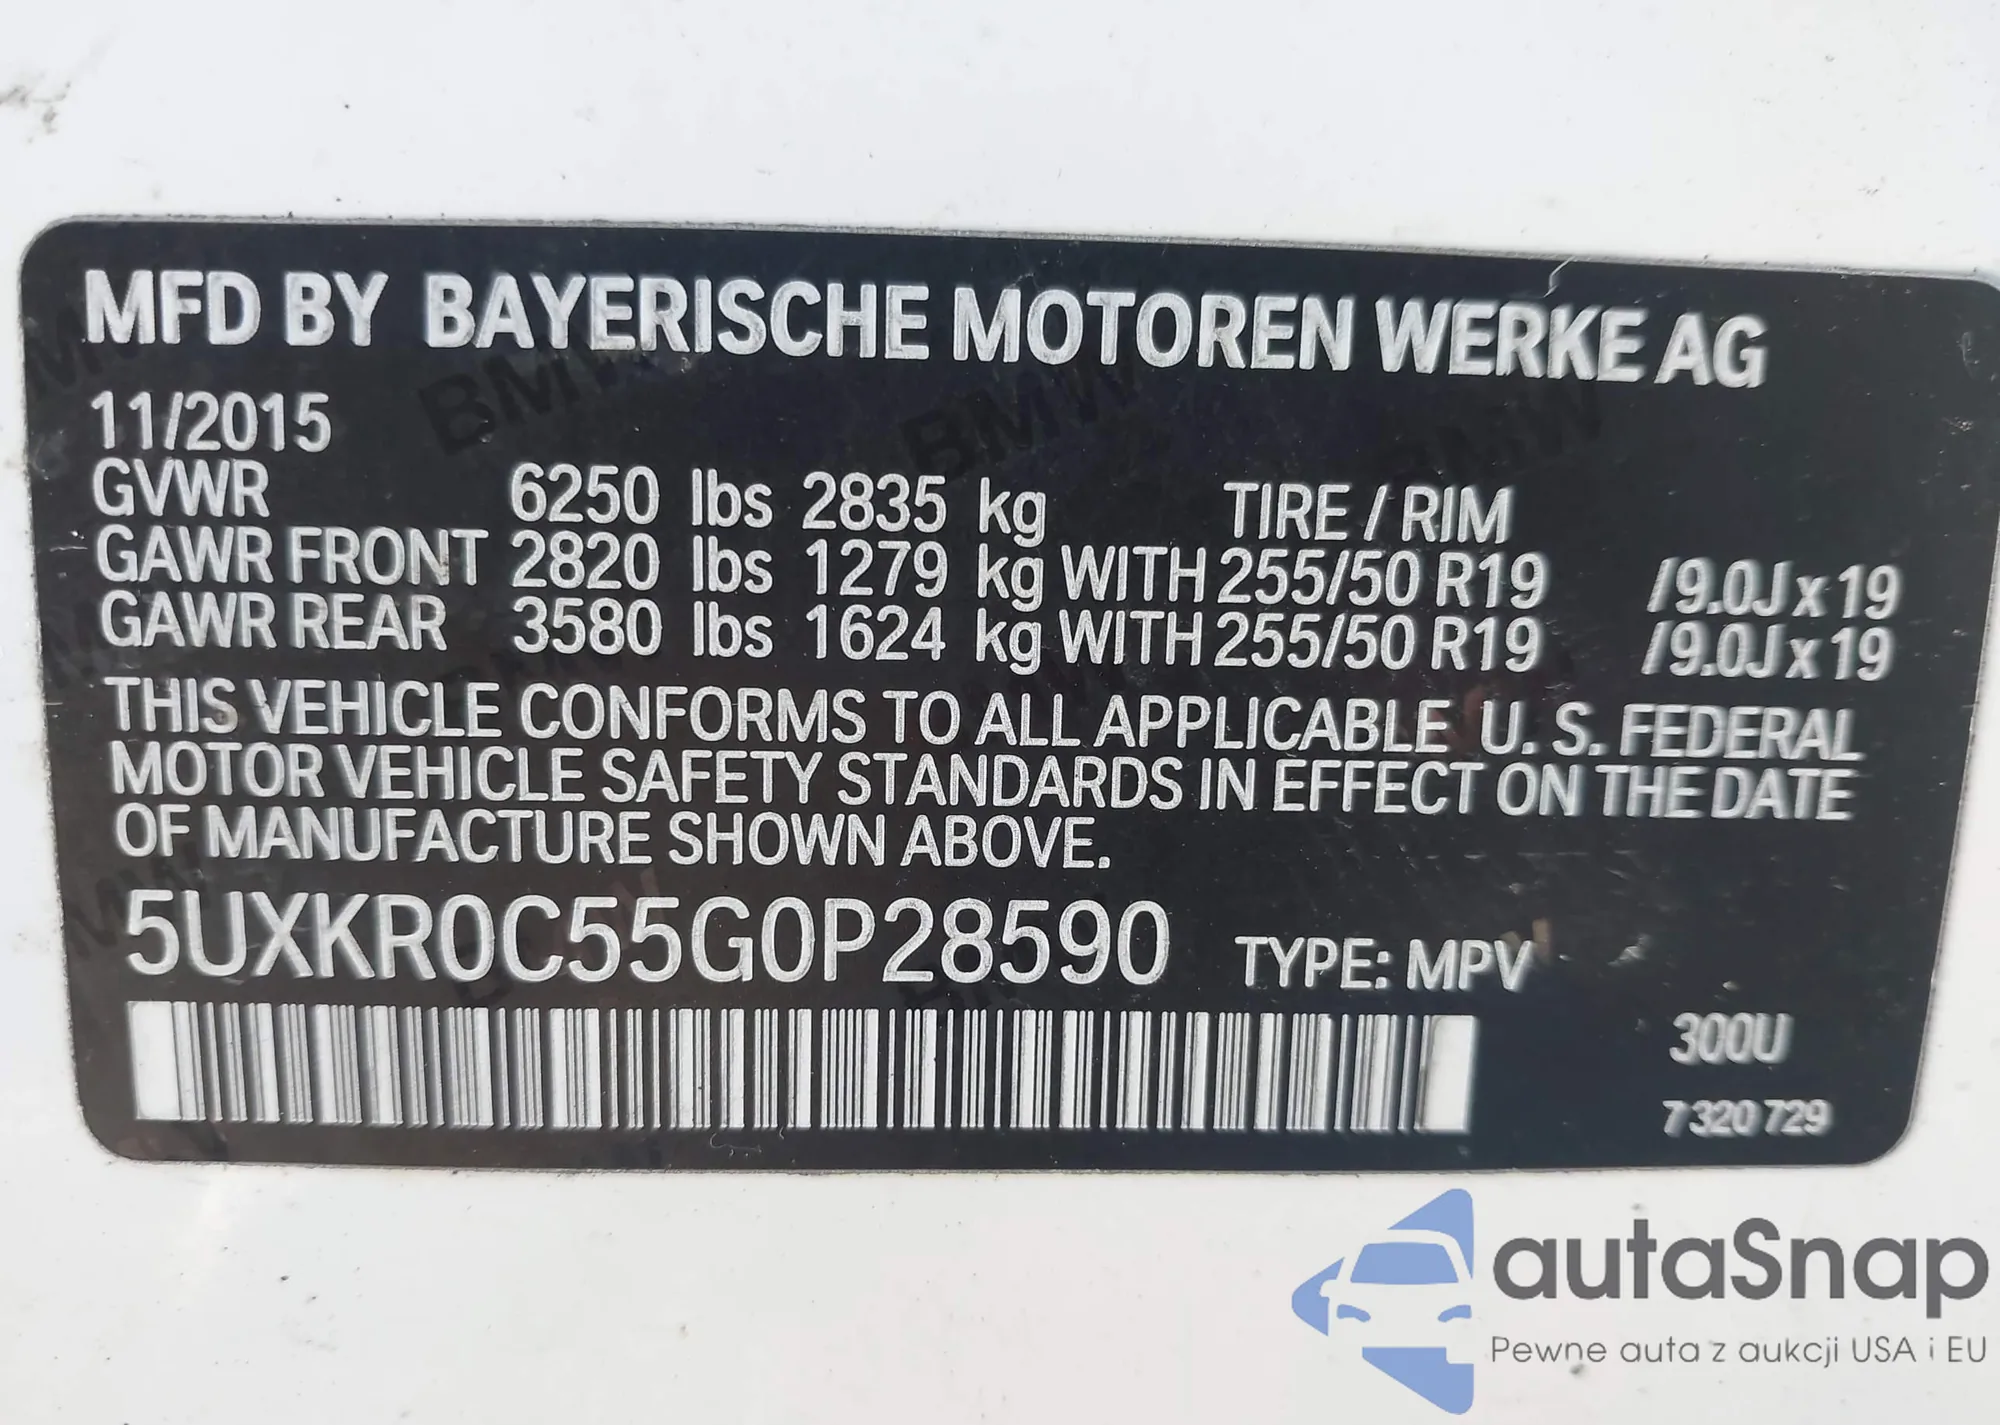 MFD BY BAYERISCHE MOTOREN WERKE AG
11/2015
GVWR 6250 lbs 2835 kg TIRE / RIM
GAWR FRONT 2820 lbs 1279 kg WITH 255/50 R19 /9.0J x 19
GAWR REAR 3580 lbs 1624 kg WITH 255/50 R19 /9.0J x 19
THIS VEHICLE CONFORMS TO ALL APPLICABLE U. S. FEDERAL
MOTOR VEHICLE SAFETY STANDARDS IN EFFECT ON THE DATE
OF MANUFACTURE SHOWN ABOVE.
5UXKR0C55G0P28590 TYPE: MPV
300U
7 320 729
autaSnap
Pewne auta z aukcji USA i EU